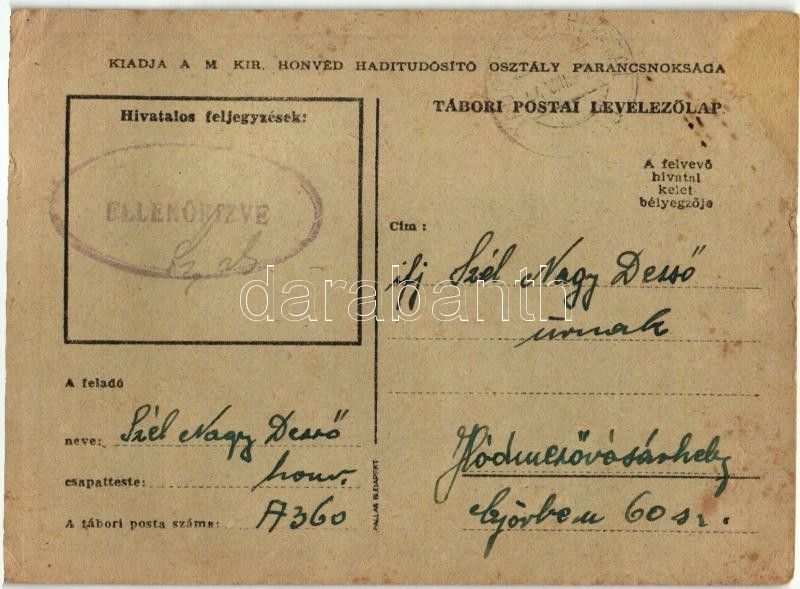 KIADJA A M. KIR. HONVÉD HADITUDÓSÍTÓ OSZTÁLY PARANCSNOKSÁGA
Hivatalos feljegyzések:
ELLENŐRIZVE
TÁBORI POSTAI LEVELEZŐLAP
A felvevő
hivatal
kelet
bélyegzője
Cím:
ifj Szél Nagy Dezső
úrnak
Hódmezővásárhely
60 sz.
A feladó
neve: Szél Nagy Dezső
csapatteste: honv.
A tábori posta száma: A360
PALLAS BUDAPEST
darabanth